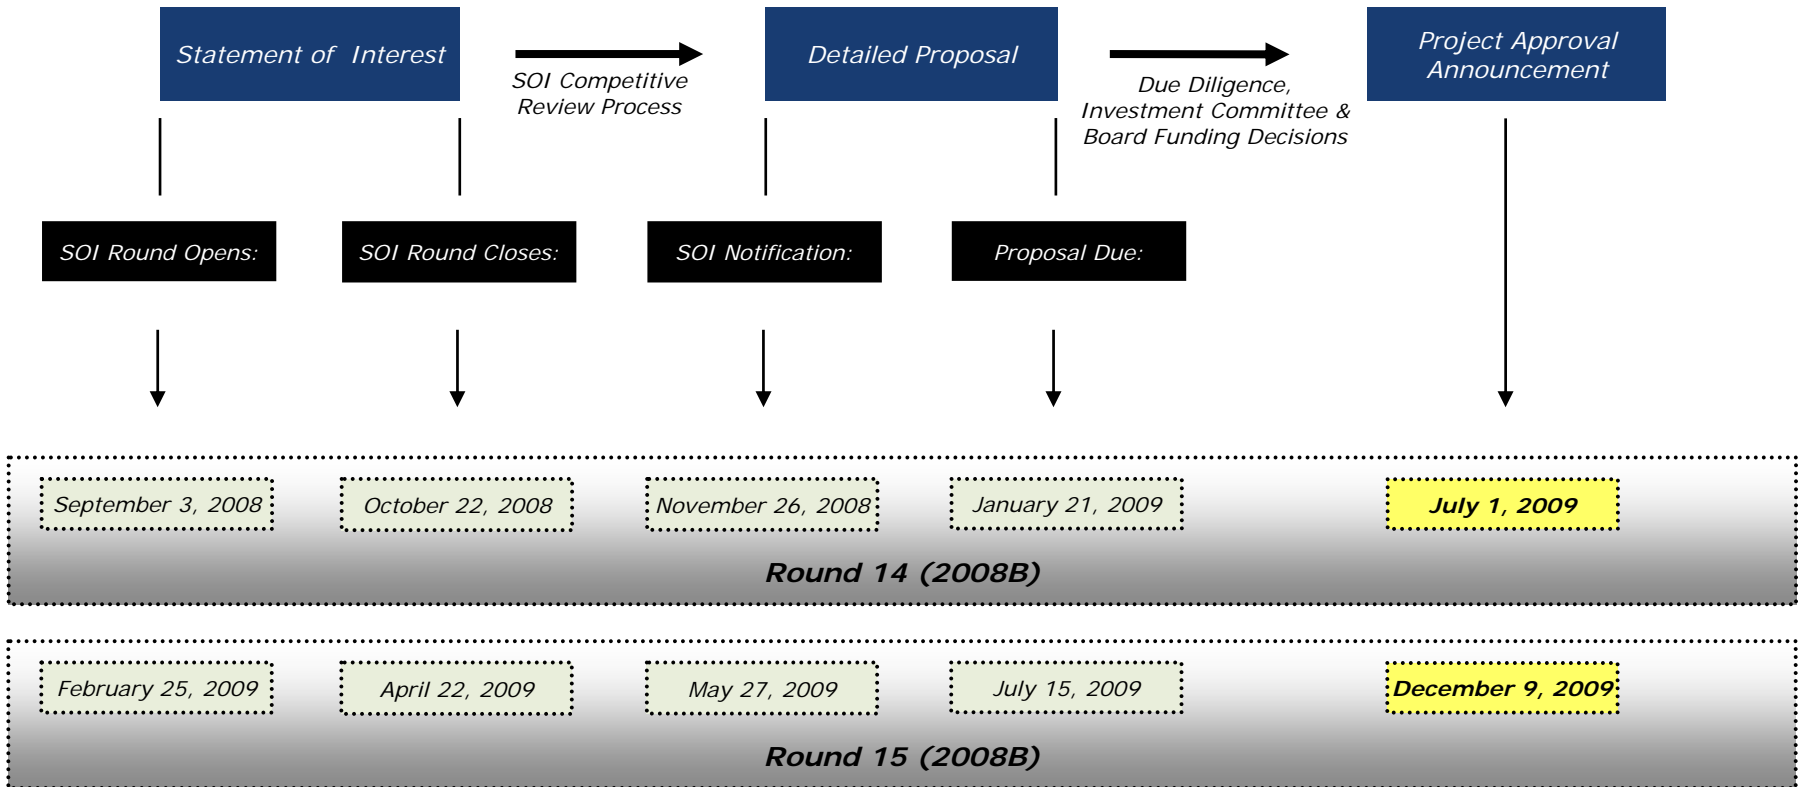 Statement of Interest
SOI Competitive
Review Process
Detailed Proposal
Due Diligence,
Investment Committee &
Board Funding Decisions
Project Approval
Announcement
SOI Round Opens:
SOI Round Closes:
SOI Notification:
Proposal Due:
September 3, 2008
October 22, 2008
November 26, 2008
January 21, 2009
July 1, 2009
Round 14 (2008B)
February 25, 2009
April 22, 2009
May 27, 2009
July 15, 2009
December 9, 2009
Round 15 (2008B)